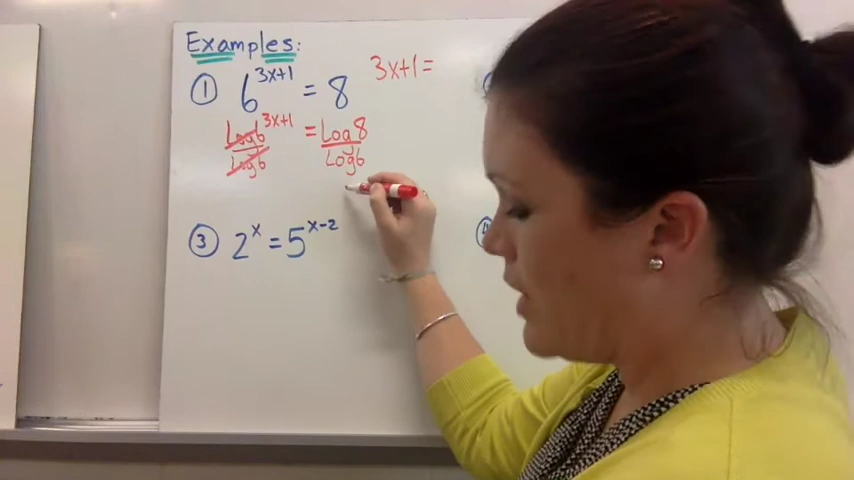 Examples:
① 6^3x+1 = 8
3x+1 =
Log6^3x+1 = Log8
Log6 Log6
③ 2^x = 5^x-2